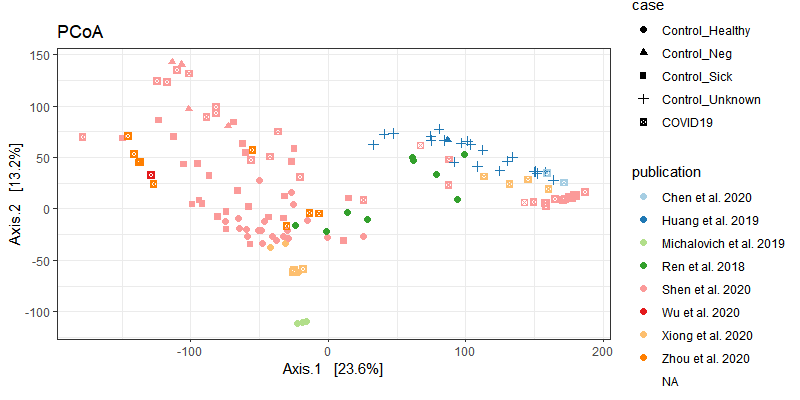 PCoA
150
100
50
0
-50
-100
Axis.2 [13.2%]
-100
0
100
200
Axis.1 [23.6%]
case
Control_Healthy
Control_Neg
Control_Sick
Control_Unknown
COVID19
publication
Chen et al. 2020
Huang et al. 2019
Michalovich et al. 2019
Ren et al. 2018
Shen et al. 2020
Wu et al. 2020
Xiong et al. 2020
Zhou et al. 2020
NA